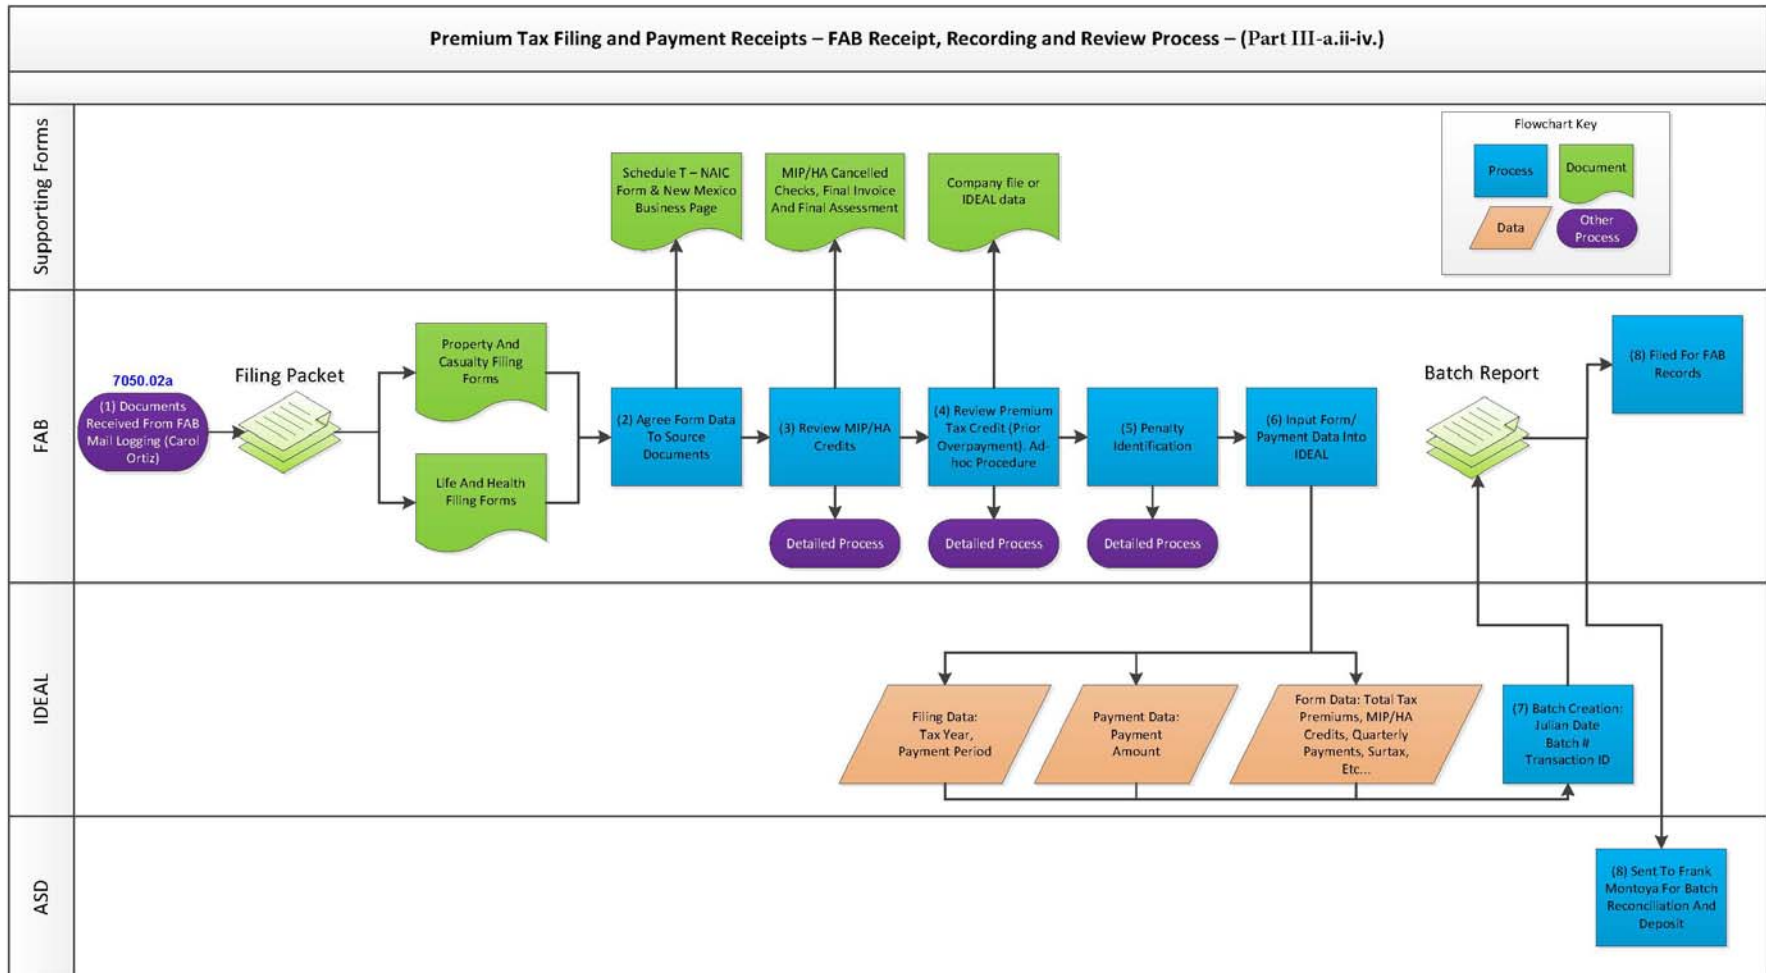 Premium Tax Filing and Payment Receipts – FAB Receipt, Recording and Review Process – (Part III-a.ii-iv.)
Supporting Forms
Schedule T – NAIC
Form & New Mexico
Business Page
MIP/HA Cancelled
Checks, Final Invoice
And Final Assessment
Company file or
IDEAL data
Flowchart Key
Process
Document
Data
Other
Process
FAB
7050.02a
(1) Documents
Received From FAB
Mail Logging (Carol
Ortiz)
Filing Packet
Property And
Casualty Filing
Forms
Life And Health
Filing Forms
(2) Agree Form Data
To Source
Documents
(3) Review MIP/HA
Credits
(4) Review Premium
Tax Credit (Prior
Overpayment). Ad-
hoc Procedure
(5) Penalty
Identification
(6) Input Form/
Payment Data Into
IDEAL
Detailed Process
Detailed Process
Detailed Process
Batch Report
(8) Filed For FAB
Records
IDEAL
Filing Data:
Tax Year,
Payment Period
Payment Data:
Payment
Amount
Form Data: Total Tax
Premiums, MIP/HA
Credits, Quarterly
Payments, Surtax,
Etc...
(7) Batch Creation:
Julian Date
Batch #
Transaction ID
ASD
(8) Sent To Frank
Montoya For Batch
Reconciliation And
Deposit